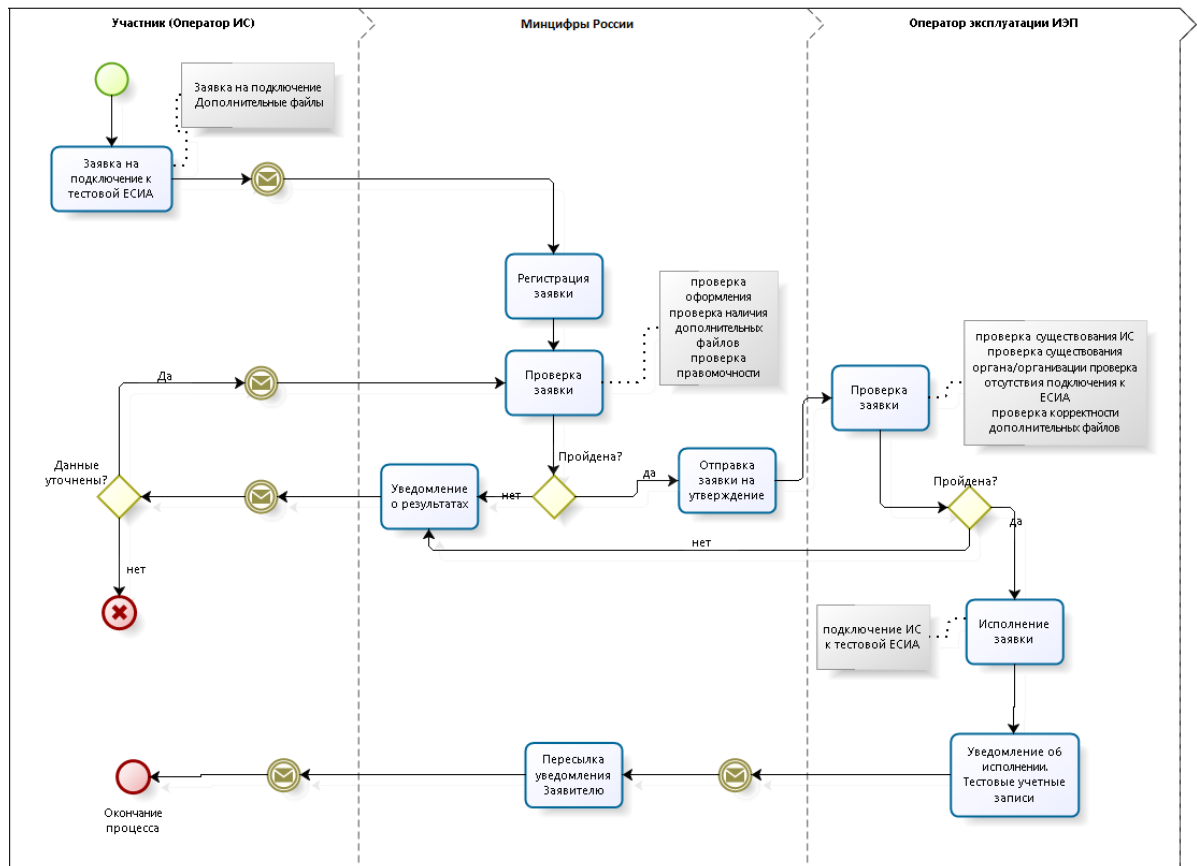 Участник (Оператор ИС)
Минцифры России
Оператор эксплуатации ИЭП
Заявка на подключение
Дополнительные файлы
Заявка на
подключение к
тестовой ЕСИА
Регистрация
заявки
проверка
оформления
проверка наличия
дополнительных
файлов
проверка
правомочности
проверка существования ИС
проверка существования
органа/организации проверка
отсутствия подключения к
ЕСИА
проверка корректности
дополнительных файлов
Да
Проверка
заявки
Проверка
заявки
Данные
уточнены?
Уведомление
о результатах
нет
Пройдена?
да
Отправка
заявки на
утверждение
Пройдена?
да
нет
нет
подключение ИС
к тестовой ЕСИА
Исполнение
заявки
Окончание
процесса
Пересылка
уведомления
Заявителю
Уведомление об
исполнении.
Тестовые учетные
записи